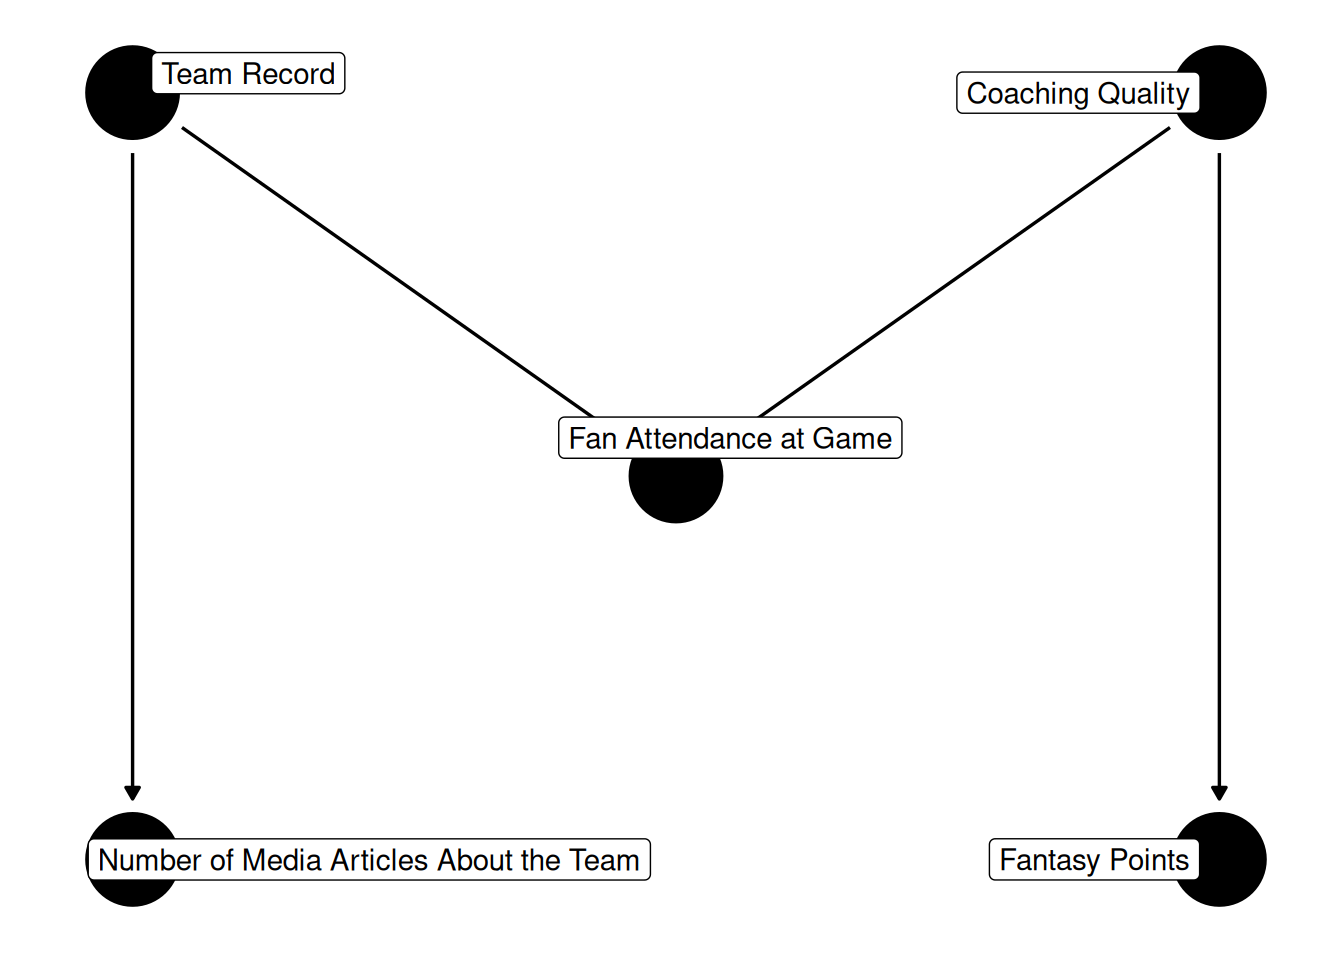 Team Record
Coaching Quality
Fan Attendance at Game
Number of Media Articles About the Team
Fantasy Points